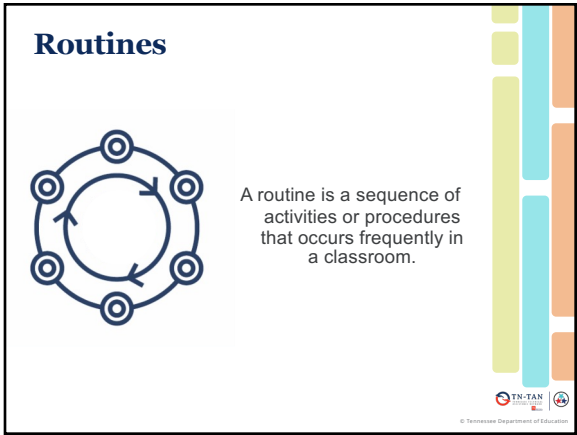 Routines
A routine is a sequence of
activities or procedures
that occurs frequently in
a classroom.
TN-TAN
© Tennessee Department of Education